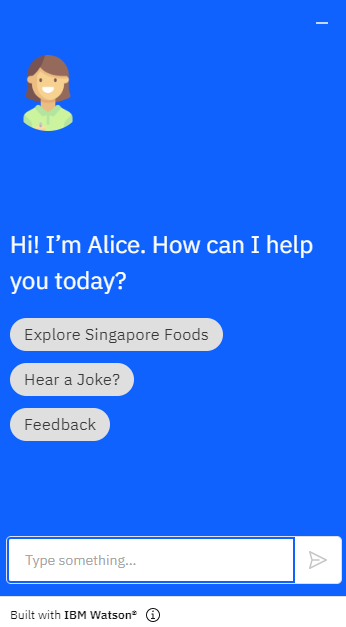 Hi! I’m Alice. How can I help
you today?
Explore Singapore Foods
Hear a Joke?
Feedback
Type something...
Built with IBM Watson®